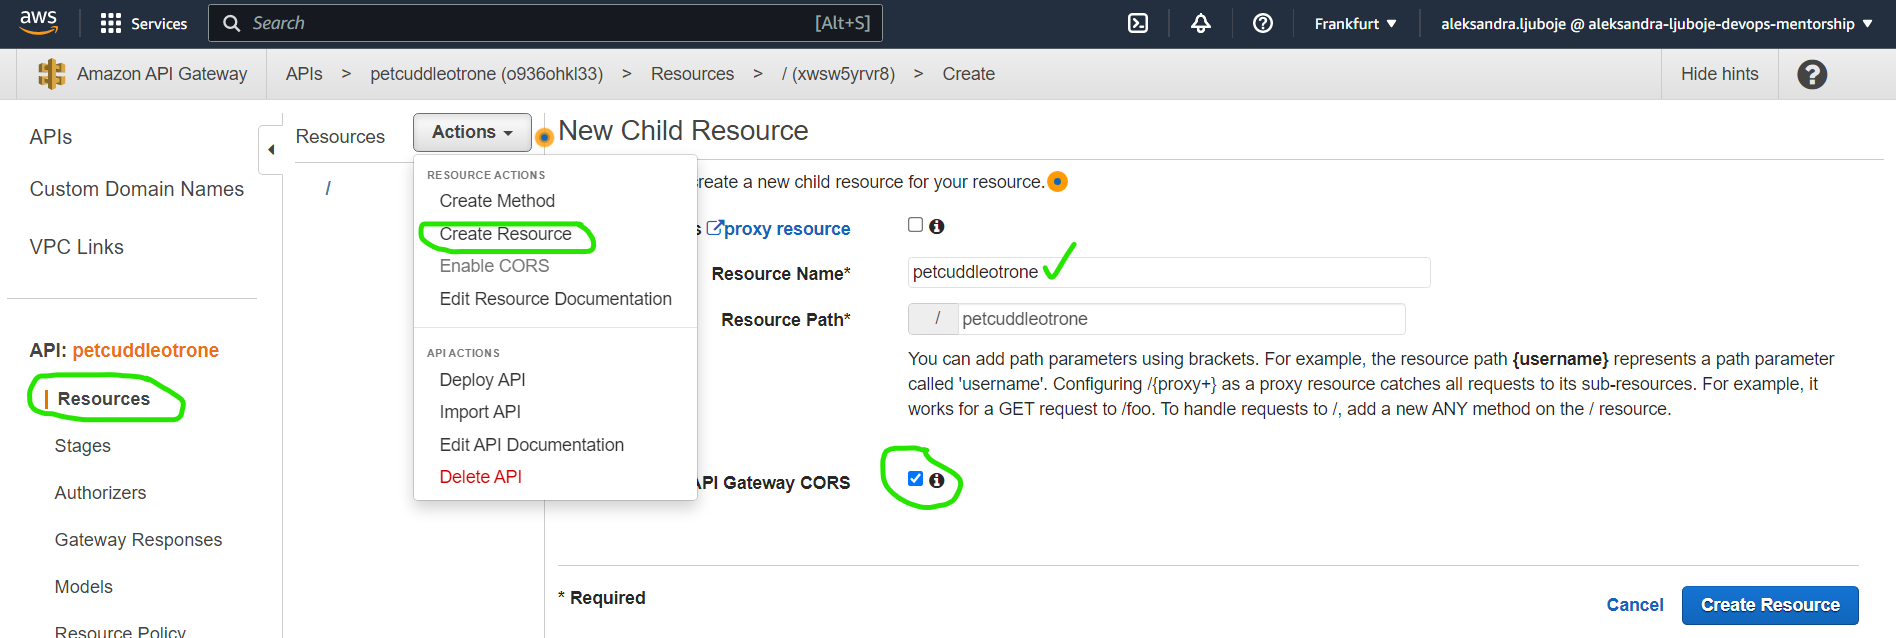 aws Services Search [Alt+S] Frankfurt aleksandra.ljuboje @ aleksandra-ljuboje-devops-mentorship
Amazon API Gateway APIs > petcuddleotrone (o936ohkl33) > Resources > / (xwsw5yrvr8) > Create Hide hints
APIs
Custom Domain Names
VPC Links
API: petcuddleotrone
Resources
Stages
Authorizers
Gateway Responses
Models
Resource Policy
Resources Actions
/
RESOURCE ACTIONS
Create Method
Create Resource
Enable CORS
Edit Resource Documentation
API ACTIONS
Deploy API
Import API
Edit API Documentation
Delete API
New Child Resource
create a new child resource for your resource.
s proxy resource
Resource Name* petcuddleotrone
Resource Path* / petcuddleotrone
You can add path parameters using brackets. For example, the resource path {username} represents a path parameter
called 'username'. Configuring /{proxy+} as a proxy resource catches all requests to its sub-resources. For example, it
works for a GET request to /foo. To handle requests to /, add a new ANY method on the / resource.
API Gateway CORS
* Required
Cancel Create Resource